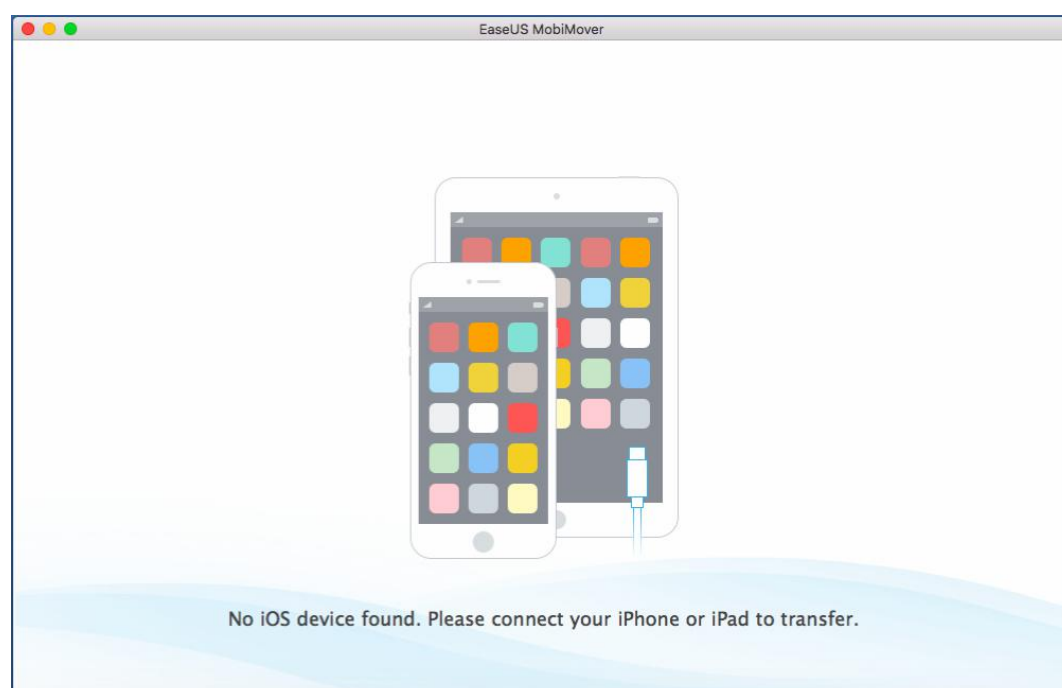 EaseUS MobiMover
No iOS device found. Please connect your iPhone or iPad to transfer.